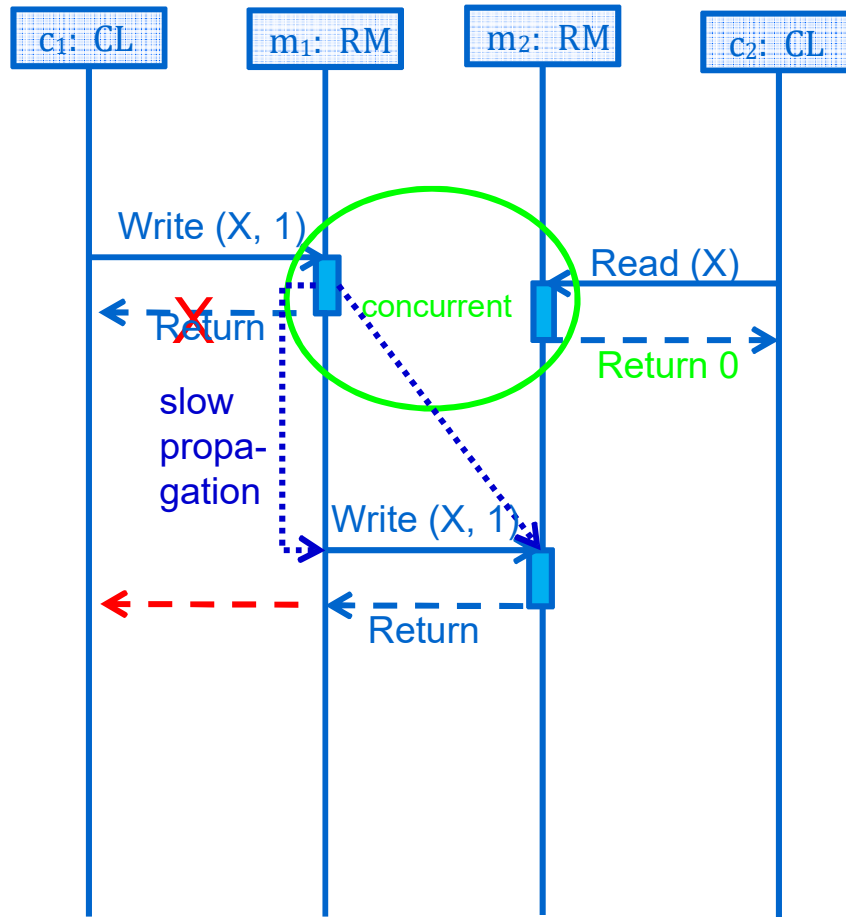 c₁: CL
m₁: RM
m₂: RM
c₂: CL
Write (X, 1)
Read (X)
X
Return
concurrent
Return 0
slow
propa-
gation
Write (X, 1)
Return